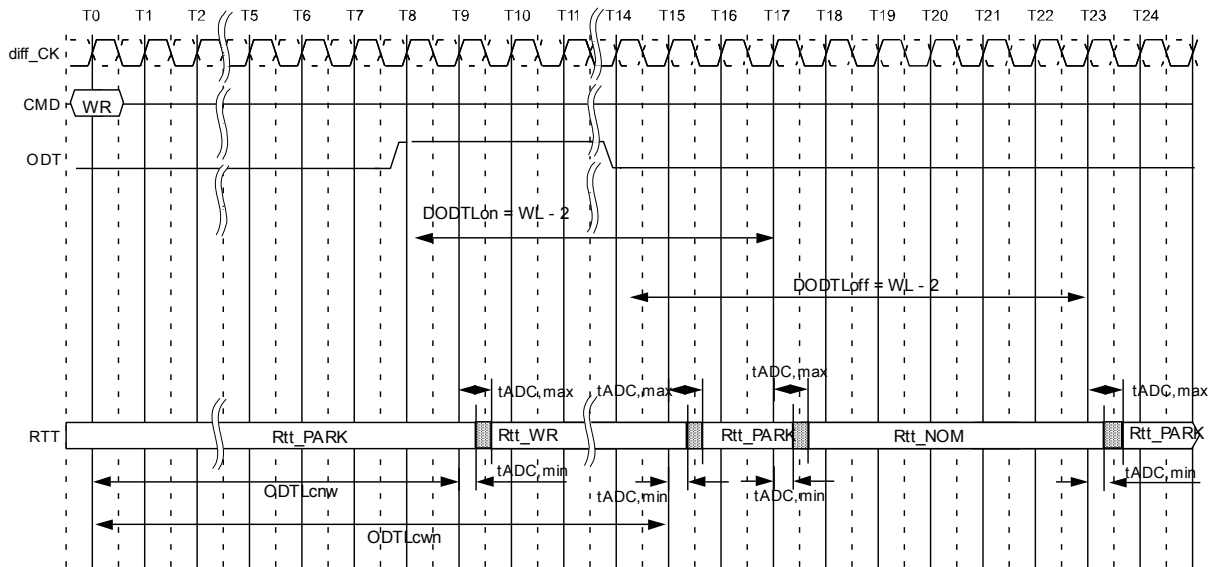 T0 T1 T2 T5 T6 T7 T8 T9 T10 T11 T14 T15 T16 T17 T18 T19 T20 T21 T22 T23 T24
diff_CK
CMD WR
ODT
DODTLon = WL - 2
DODTLoff = WL - 2
tADC,max
tADC,max tADC,max tADC,max
RTT Rtt_PARK Rtt_WR Rtt_PARK Rtt_NOM Rtt_PARK
tADC,min tADC,min
ODTLcnw tADC,min tADC,min
ODTLcwn